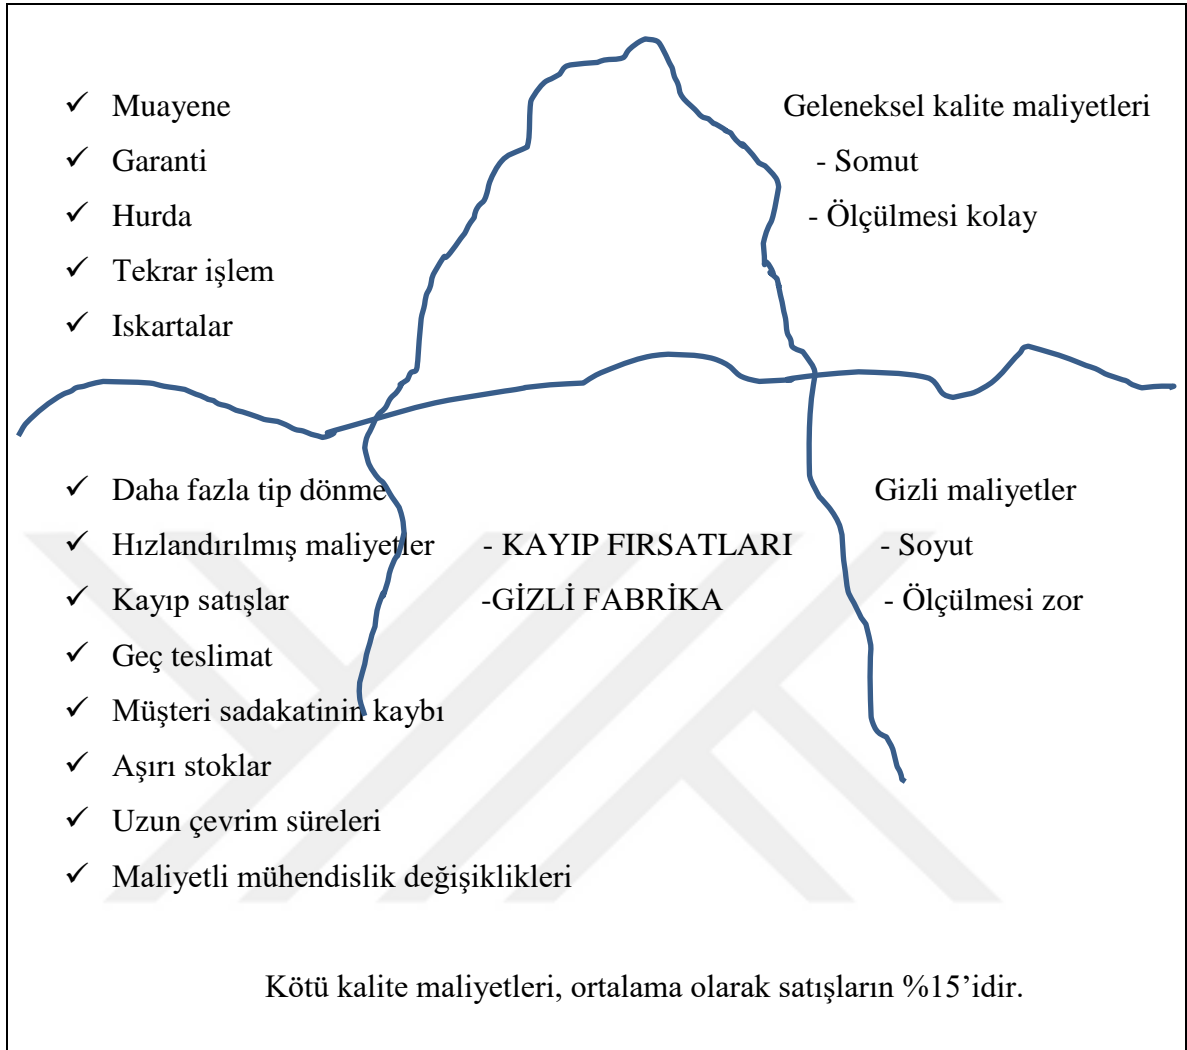 ✓ Muayene Geleneksel kalite maliyetleri
✓ Garanti - Somut
✓ Hurda - Ölçülmesi kolay
✓ Tekrar işlem
✓ Iskartalar
✓ Daha fazla tip dönme Gizli maliyetler
✓ Hızlandırılmış maliyetler - KAYIP FIRSATLARI - Soyut
✓ Kayıp satışlar -GİZLİ FABRİKA - Ölçülmesi zor
✓ Geç teslimat
✓ Müşteri sadakatinin kaybı
✓ Aşırı stoklar
✓ Uzun çevrim süreleri
✓ Maliyetli mühendislik değişiklikleri
Kötü kalite maliyetleri, ortalama olarak satışların %15’idir.